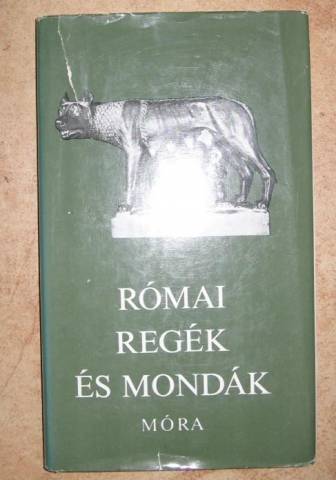 RÓMAI
REGÉK
ÉS MONDÁK
MÓRA